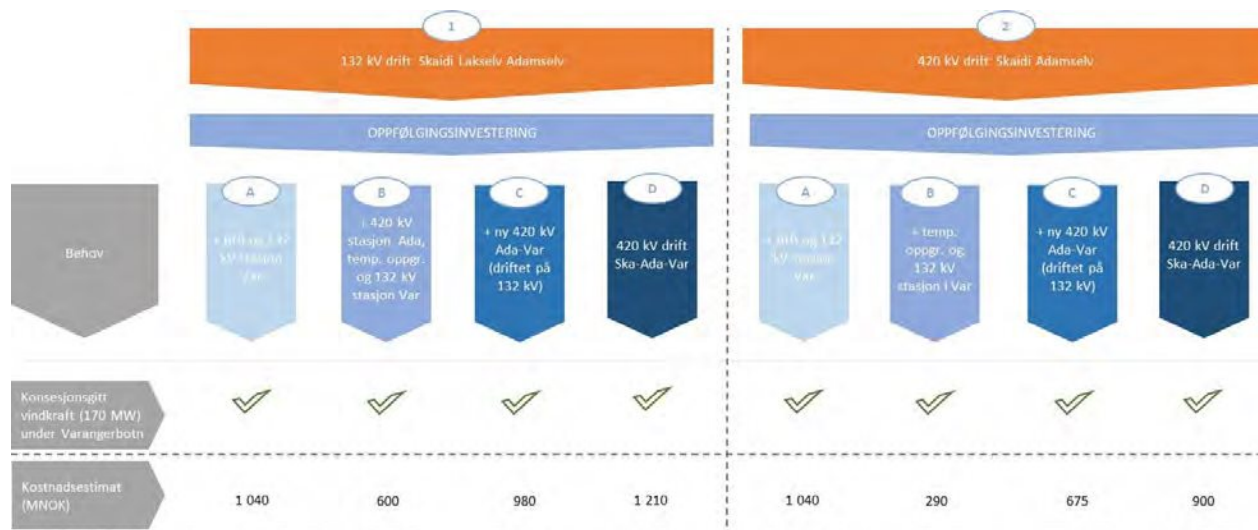 1
2
132 kV drift Skaidi Lakselv Adamselv
420 kV drift Skaidi Adamselv
OPPFØLGINGSINVESTERING
OPPFØLGINGSINVESTERING
Behov
A
B
C
D
A
B
C
D
+ 420 kV
stasjon Ada,
temp. oppgr.
og 132 kV
stasjon Var
+ ny 420 kV
Ada-Var
(driftet på
132 kV)
420 kV drift
Ska-Ada-Var
+ temp.
oppgr. og
132 kV
stasjon i Var
+ ny 420 kV
Ada-Var
(driftet på
132 kV)
420 kV drift
Ska-Ada-Var
Konsesjonsgitt
vindkraft (170 MW)
under Varangerbotn
Kostnadsestimat
(MNOK)
1 040
600
980
1 210
1 040
290
675
900